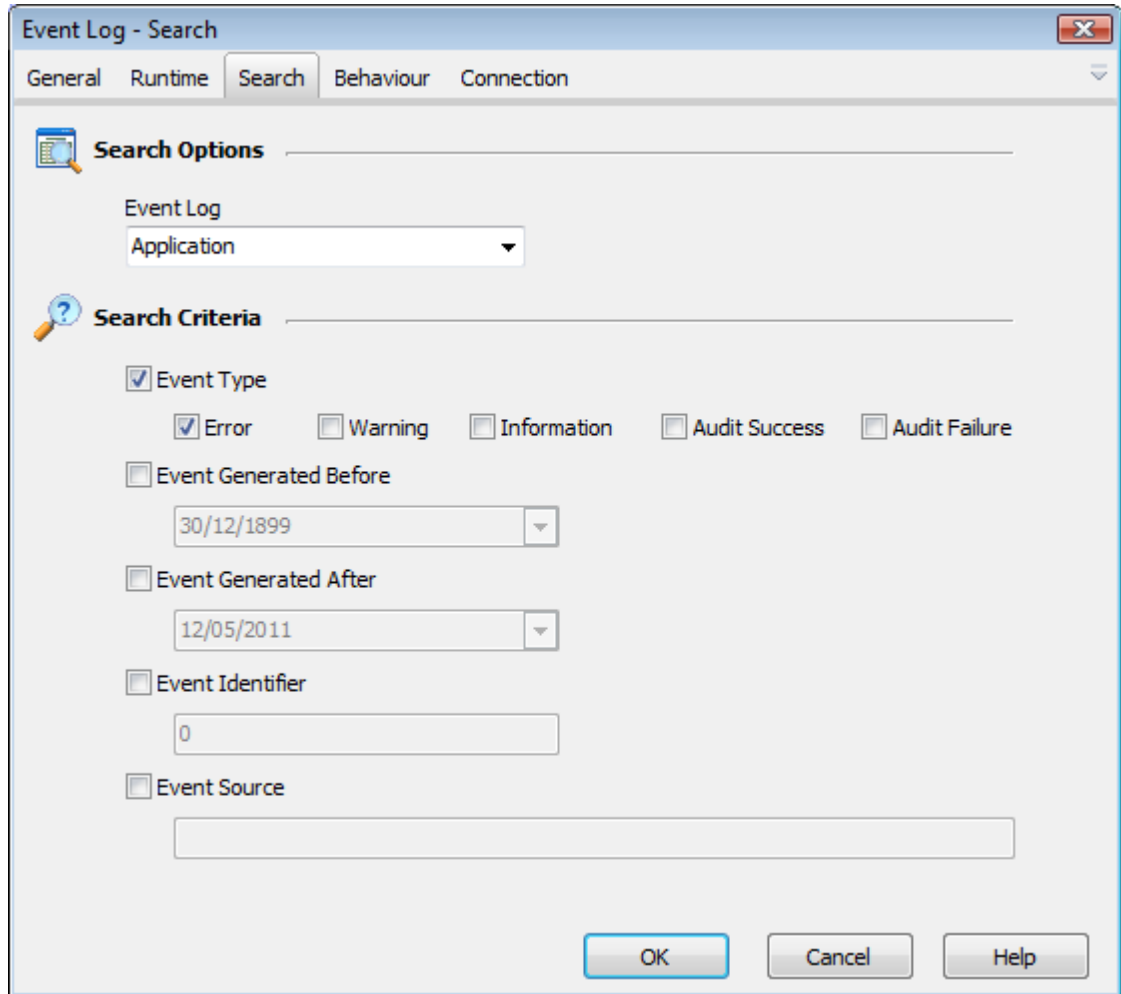 Event Log - Search
General Runtime Search Behaviour Connection
Search Options
Event Log
Application
Search Criteria
Event Type
Error Warning Information Audit Success Audit Failure
Event Generated Before
30/12/1899
Event Generated After
12/05/2011
Event Identifier
0
Event Source
OK Cancel Help